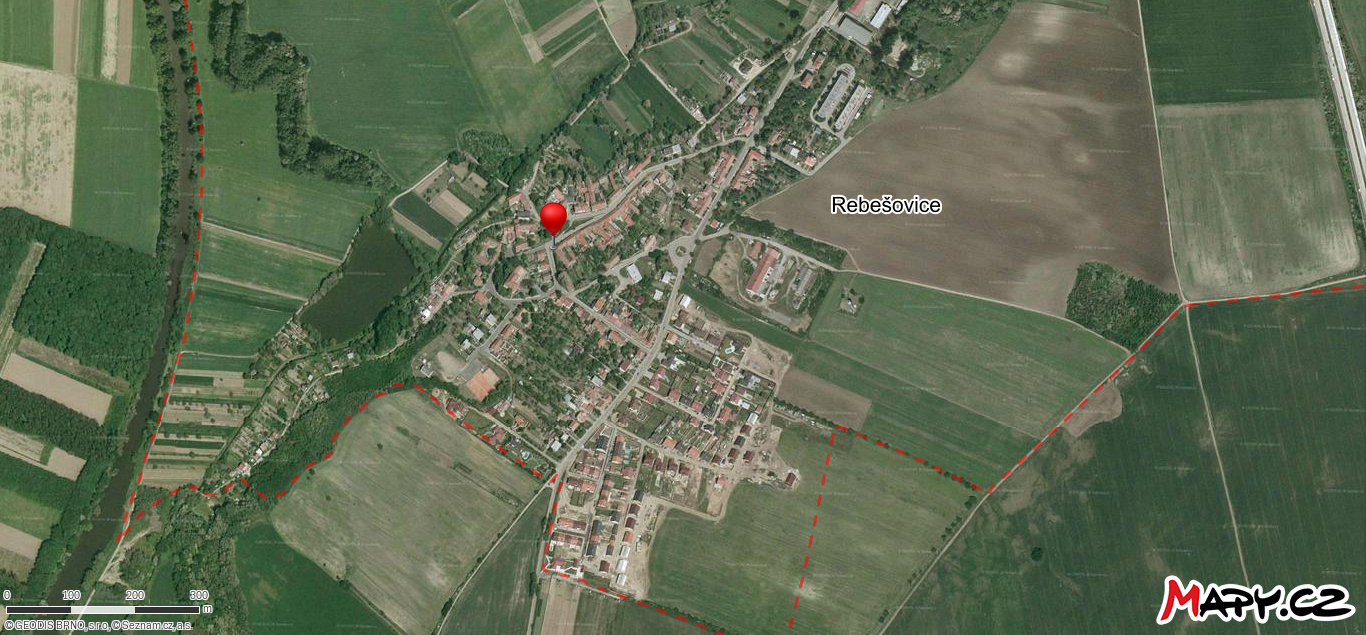 Rebešovice
0 100 200 300
m
© GEODIS BRNO, s.r.o, © Seznam.cz, a.s.
MAPY.CZ